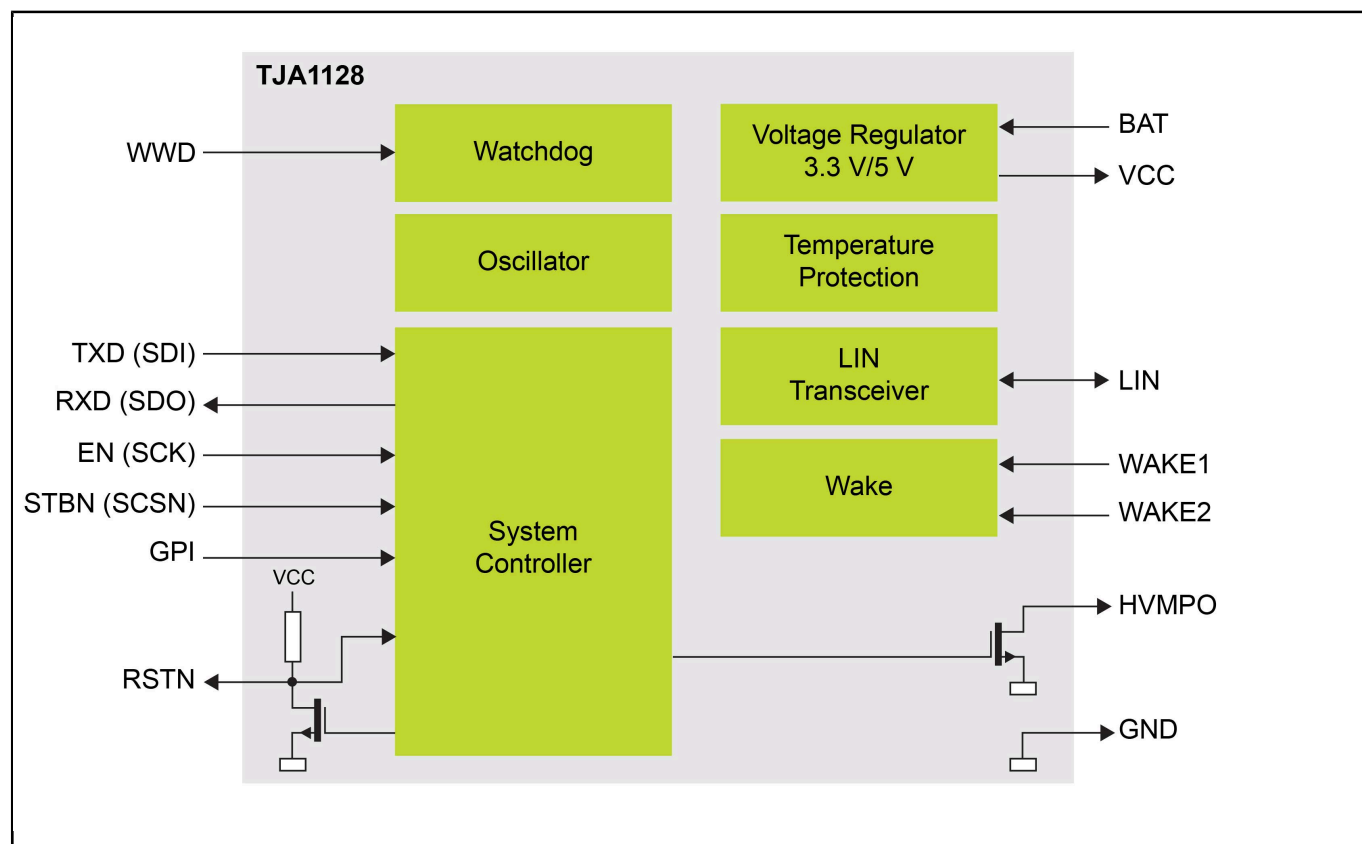 TJA1128
WWD
Watchdog
Voltage Regulator
3.3 V/5 V
BAT
VCC
Oscillator
Temperature
Protection
TXD (SDI)
RXD (SDO)
EN (SCK)
STBN (SCSN)
GPI
VCC
RSTN
System
Controller
LIN
Transceiver
LIN
Wake
WAKE1
WAKE2
HVMPO
GND